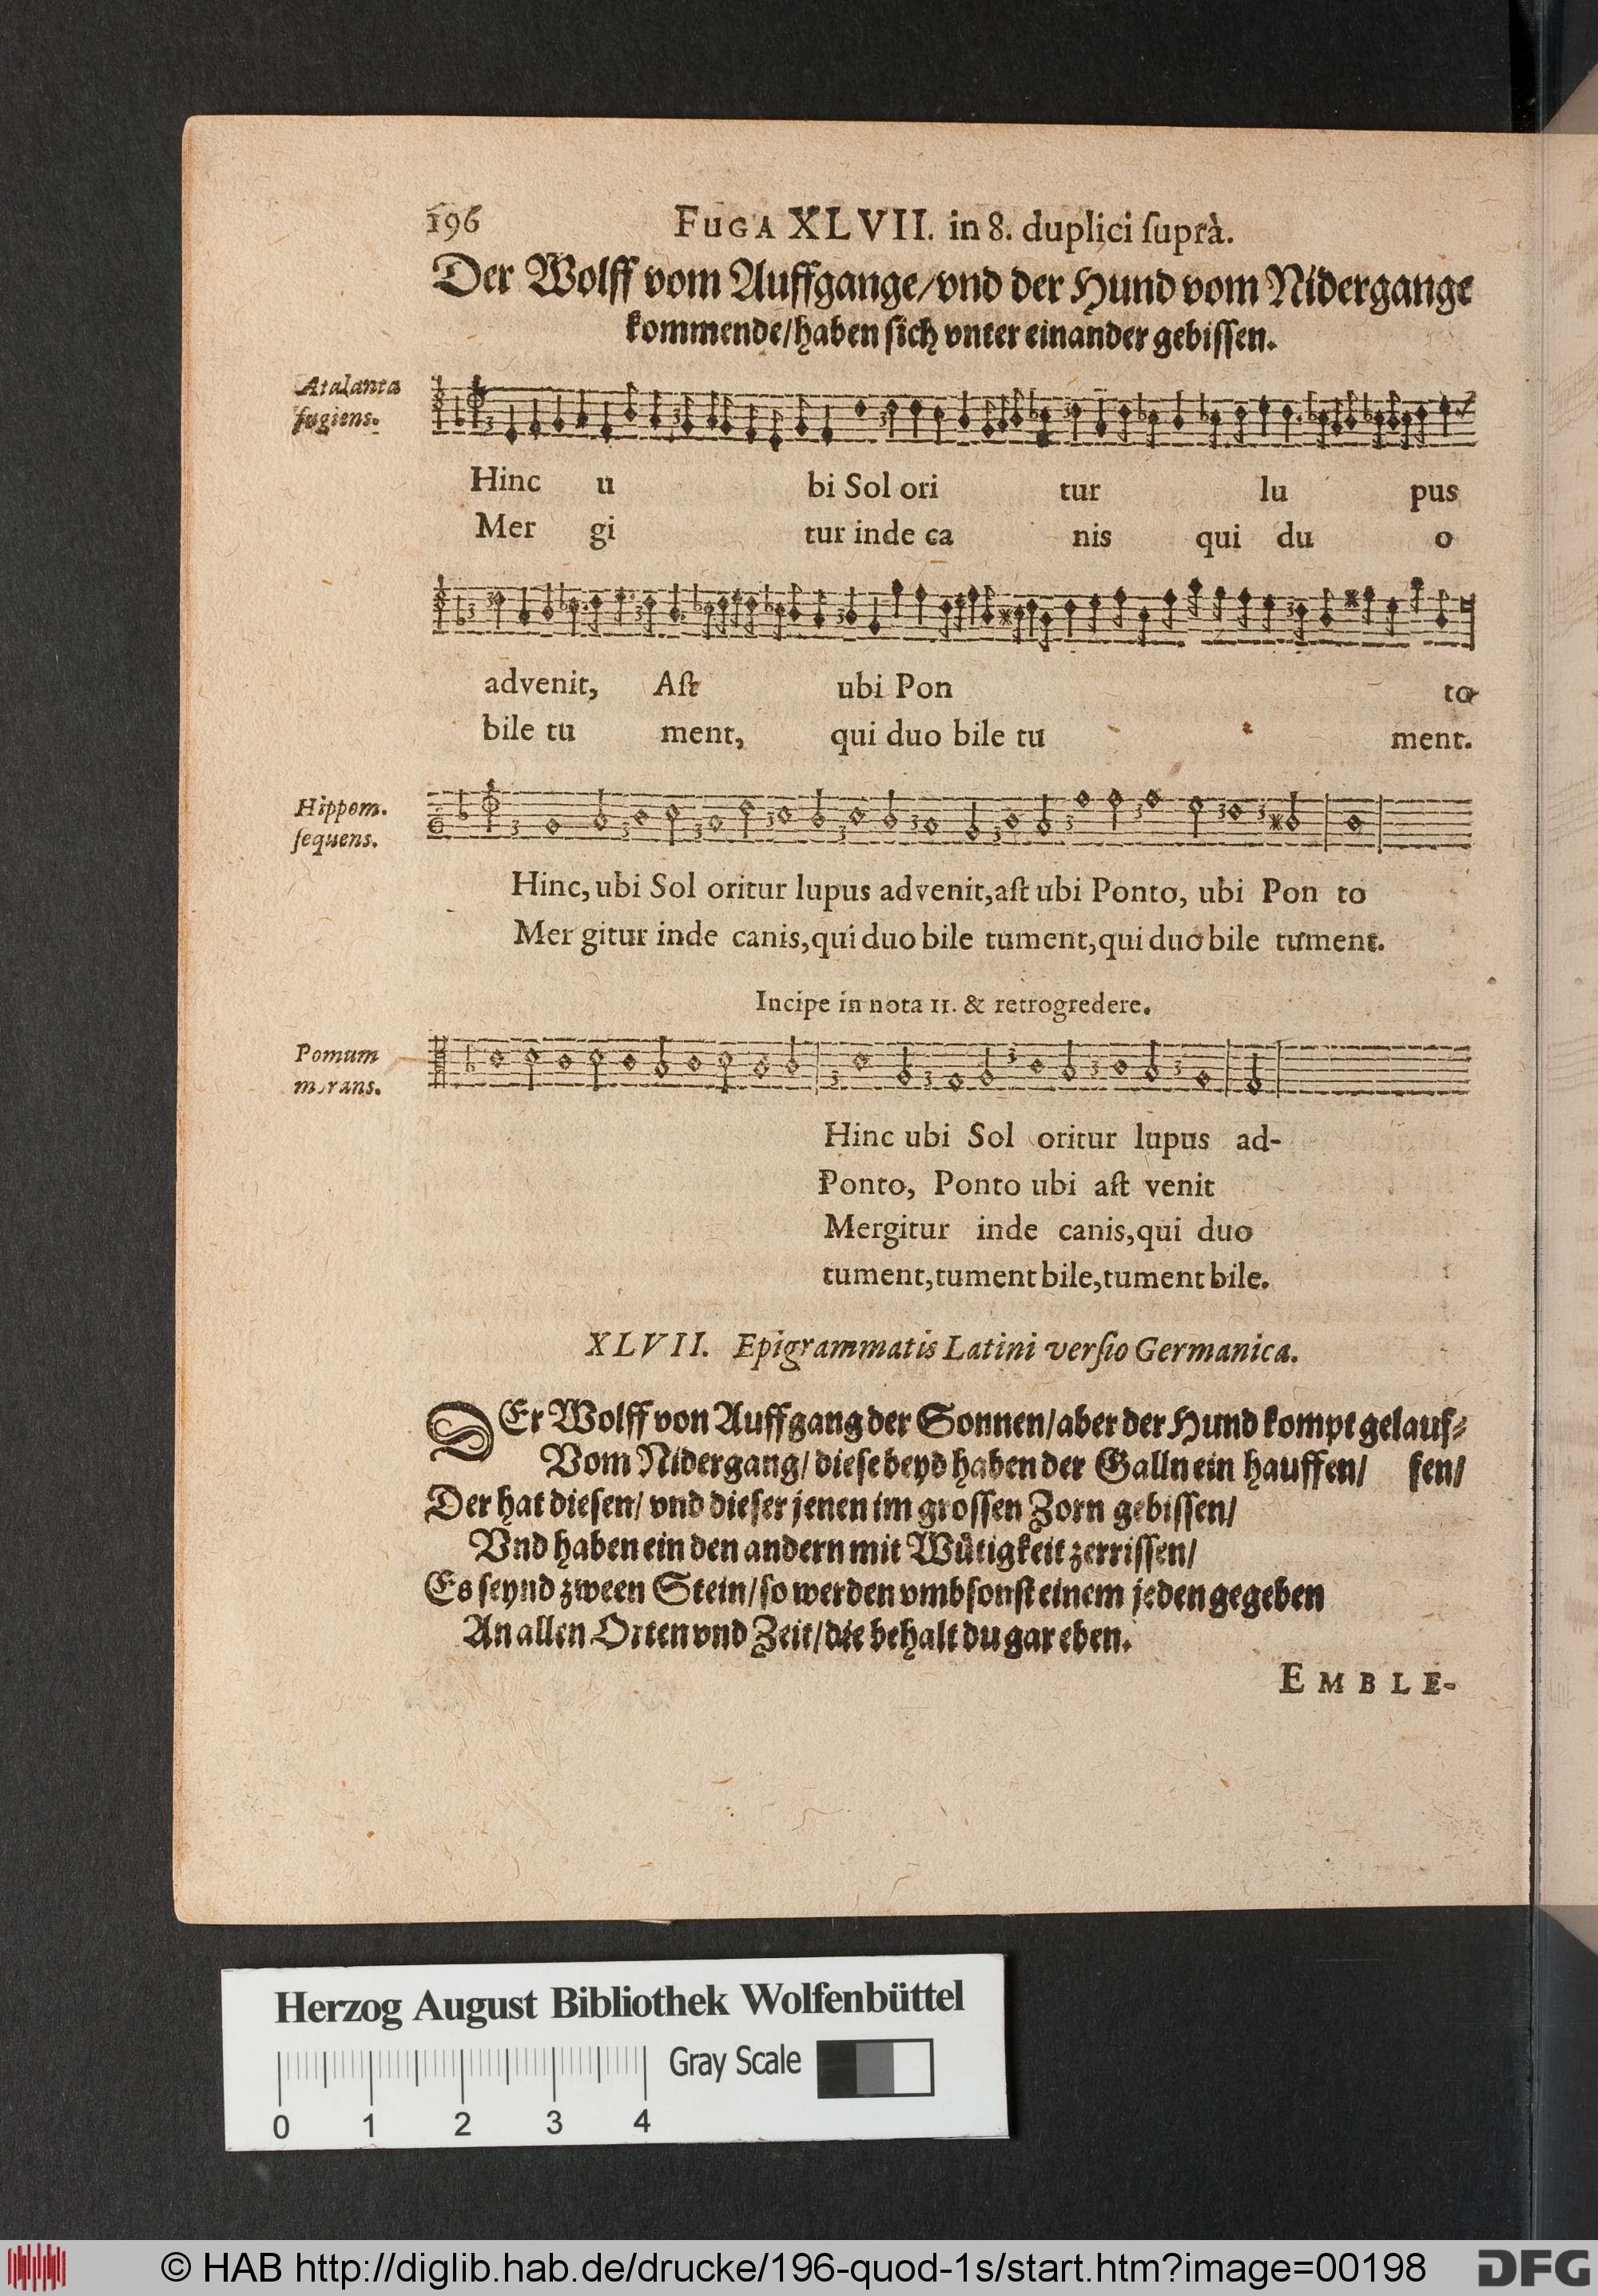 196 FUGA XLVII. in 8. duplici ſuprà.
Der Wolff vom Auffgange/vnd der Hund vom Nidergange
kommende/haben ſich vnter einander gebiſſen.
Atalanta
fugiens.
Hinc u bi Sol ori tur lu pus
Mer gi tur inde ca nis qui du o
advenit, Aſt ubi Pon to
bile tu ment, qui duo bile tu ment.
Hippom.
ſequens.
Hinc, ubi Sol oritur lupus advenit, aſt ubi Ponto, ubi Pon to
Mer gitur inde canis, qui duo bile tument, qui duo bile tument.
Incipe in nota 11. & retrogredere.
Pomum
morans.
Hinc ubi Sol oritur lupus ad-
Ponto, Ponto ubi aſt venit
Mergitur inde canis, qui duo
tument, tument bile, tument bile.
XLVII. Epigrammatis Latini verſio Germanica.
DEr Wolff von Auffgang der Sonnen/aber der Hund kompt gelauf⸗
Vom Nidergang/ dieſe beyd haben der Galln ein hauffen/ fen/
Der hat dieſen/ vnd dieſer jenen im groſſen Zorn gebiſſen/
Vnd haben ein den andern mit Wuͤtigkeit zerriſſen/
Es ſeynd zween Stein/ſo werden vmbſonſt einem jeden gegeben
An allen Orten vnd Zeit/die behalt du gar eben.
EMBLE-
Herzog August Bibliothek Wolfenbüttel
Gray Scale
0 1 2 3 4
© HAB http://diglib.hab.de/drucke/196-quod-1s/start.htm?image=00198
DFG